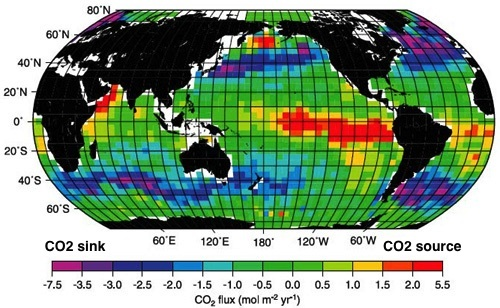 80˚N
60˚N
40˚N
20˚N
0˚
20˚S
40˚S
60˚S
60˚E 120˚E 180˚ 120˚W 60˚W
CO2 sink CO2 source
-7.5 -3.5 -3.0 -2.5 -2.0 -1.5 -1.0 -0.5 0.0 0.5 1.0 1.5 2.0 5.5
CO₂ flux (mol m⁻² yr⁻¹)